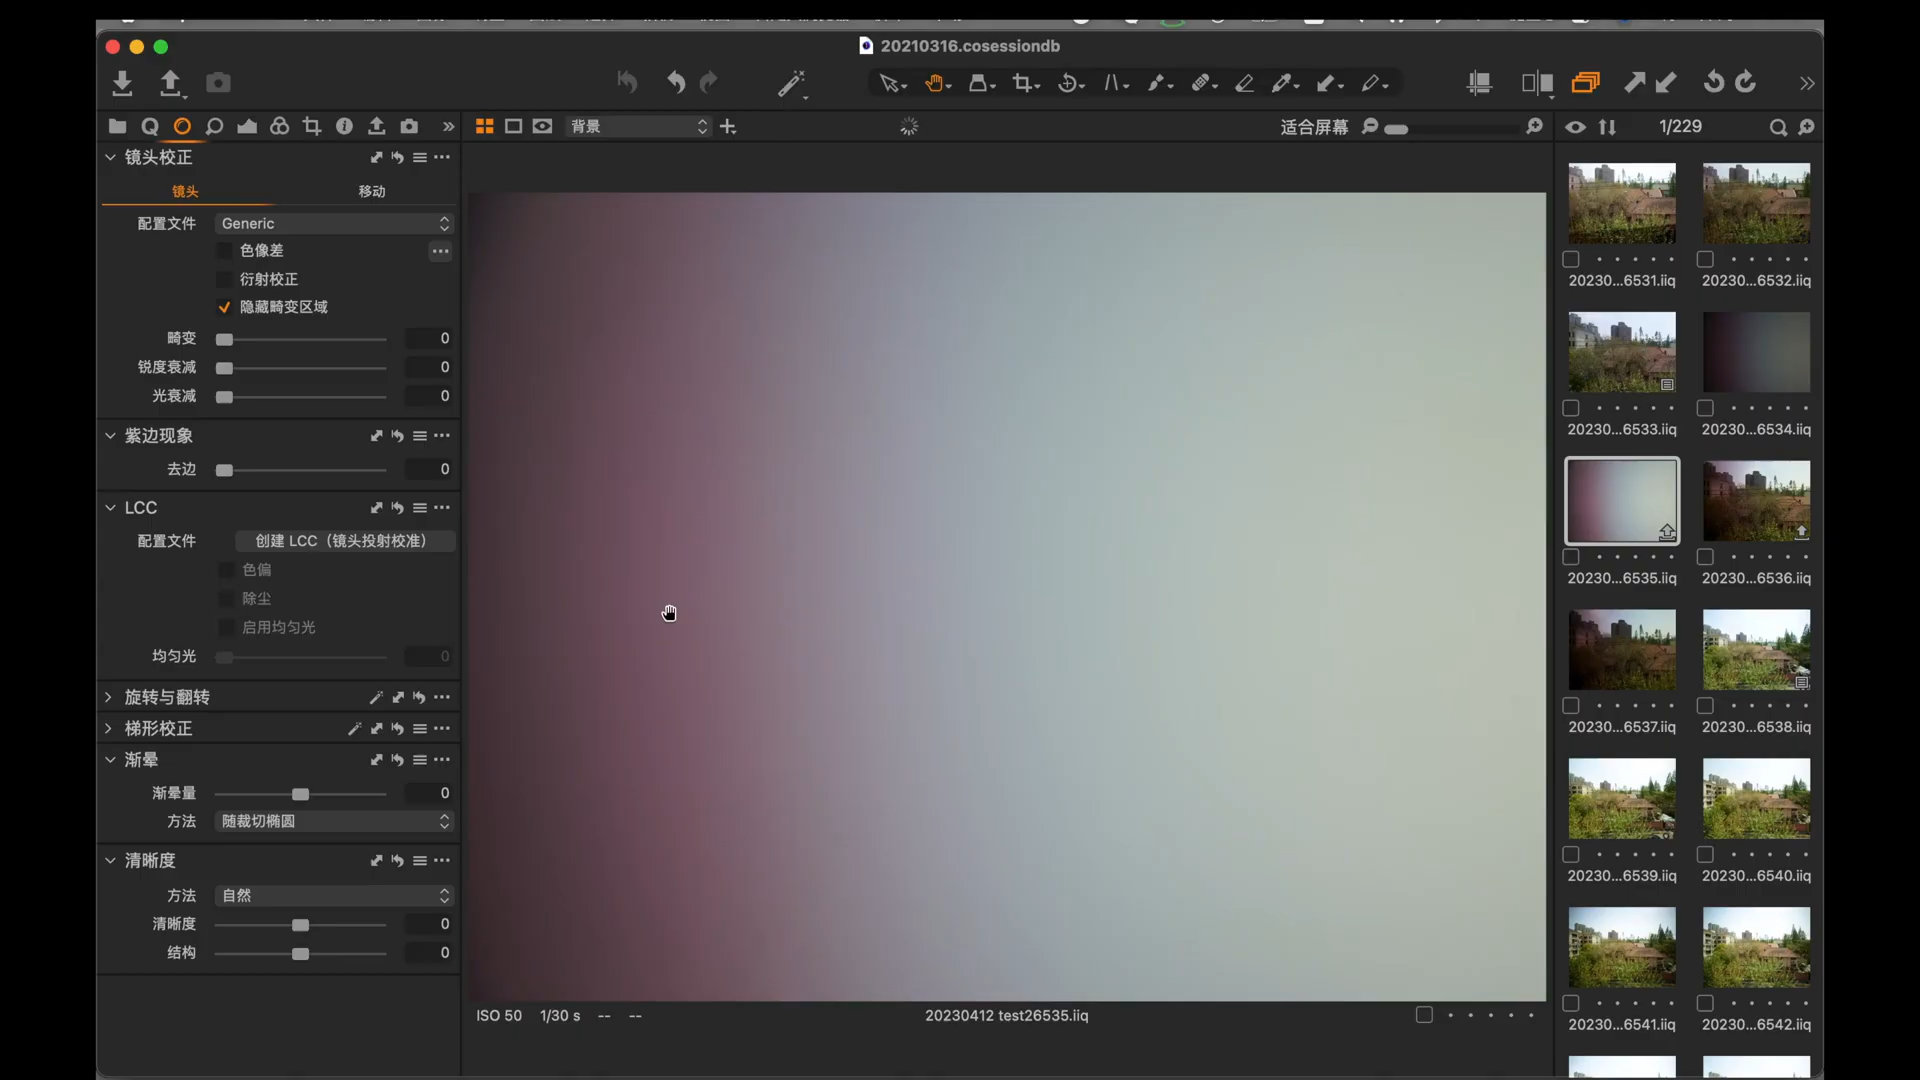 20210316.cosessiondb
背景
适合屏幕
1/229
镜头校正
镜头
移动
配置文件
Generic
色像差
衍射校正
隐藏畸变区域
畸变
0
锐度衰减
0
光衰减
0
紫边现象
去边
0
LCC
配置文件
创建 LCC（镜头投射校准）
色偏
除尘
启用均匀光
均匀光
0
旋转与翻转
梯形校正
渐晕
渐晕量
0
方法
随裁切椭圆
清晰度
方法
自然
清晰度
0
结构
0
ISO 50 1/30 s -- --
20230412 test26535.iiq
20230...6531.iiq
20230...6532.iiq
20230...6533.iiq
20230...6534.iiq
20230...6535.iiq
20230...6536.iiq
20230...6537.iiq
20230...6538.iiq
20230...6539.iiq
20230...6540.iiq
20230...6541.iiq
20230...6542.iiq